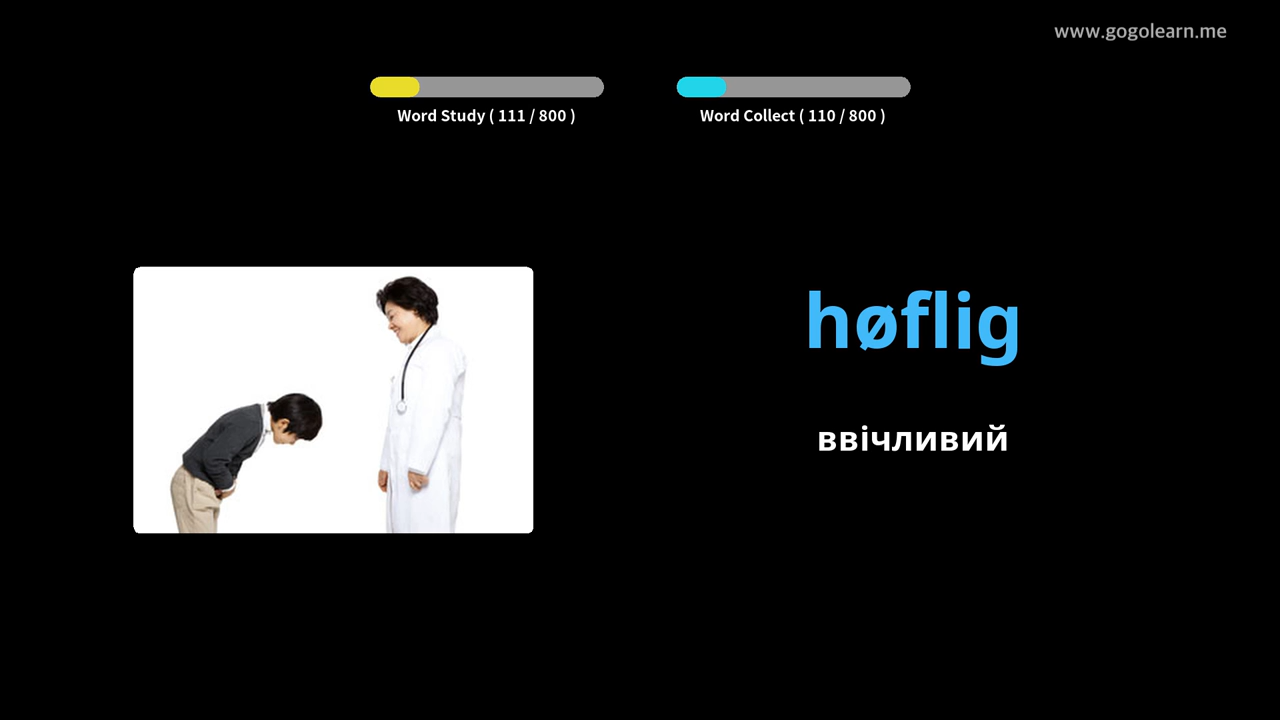 www.gogolearn.me
Word Study ( 111 / 800 )
Word Collect ( 110 / 800 )
høflig
ввічливий